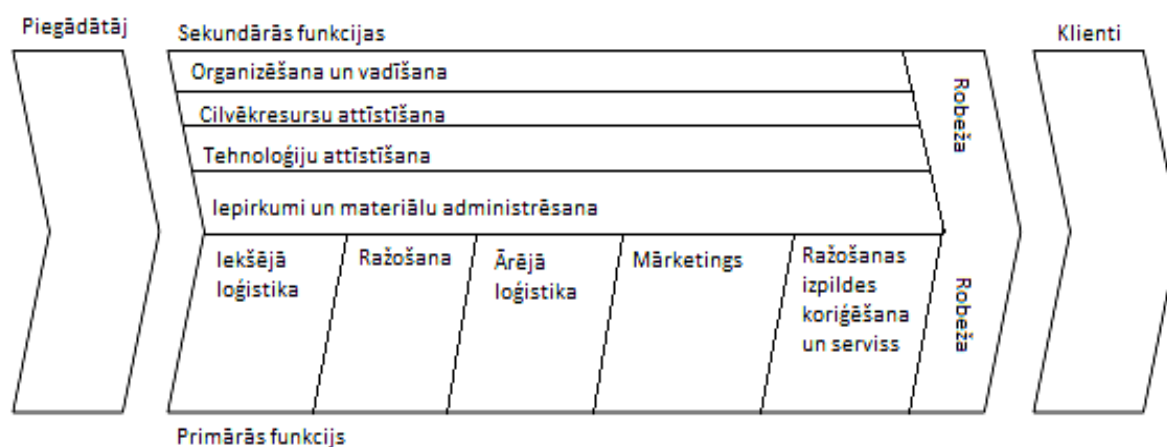 Piegādātāj
Sekundārās funkcijas
Klienti
Organizēšana un vadīšana
Cilvēkresursu attīstīšana
Tehnoloģiju attīstīšana
Iepirkumi un materiālu administrēsana
Robeža
Iekšējā
loģistika
Ražošana
Ārējā
loģistika
Mārketings
Ražošanas
izpildes
koriģēšana
un serviss
Robeža
Primārās funkcijs